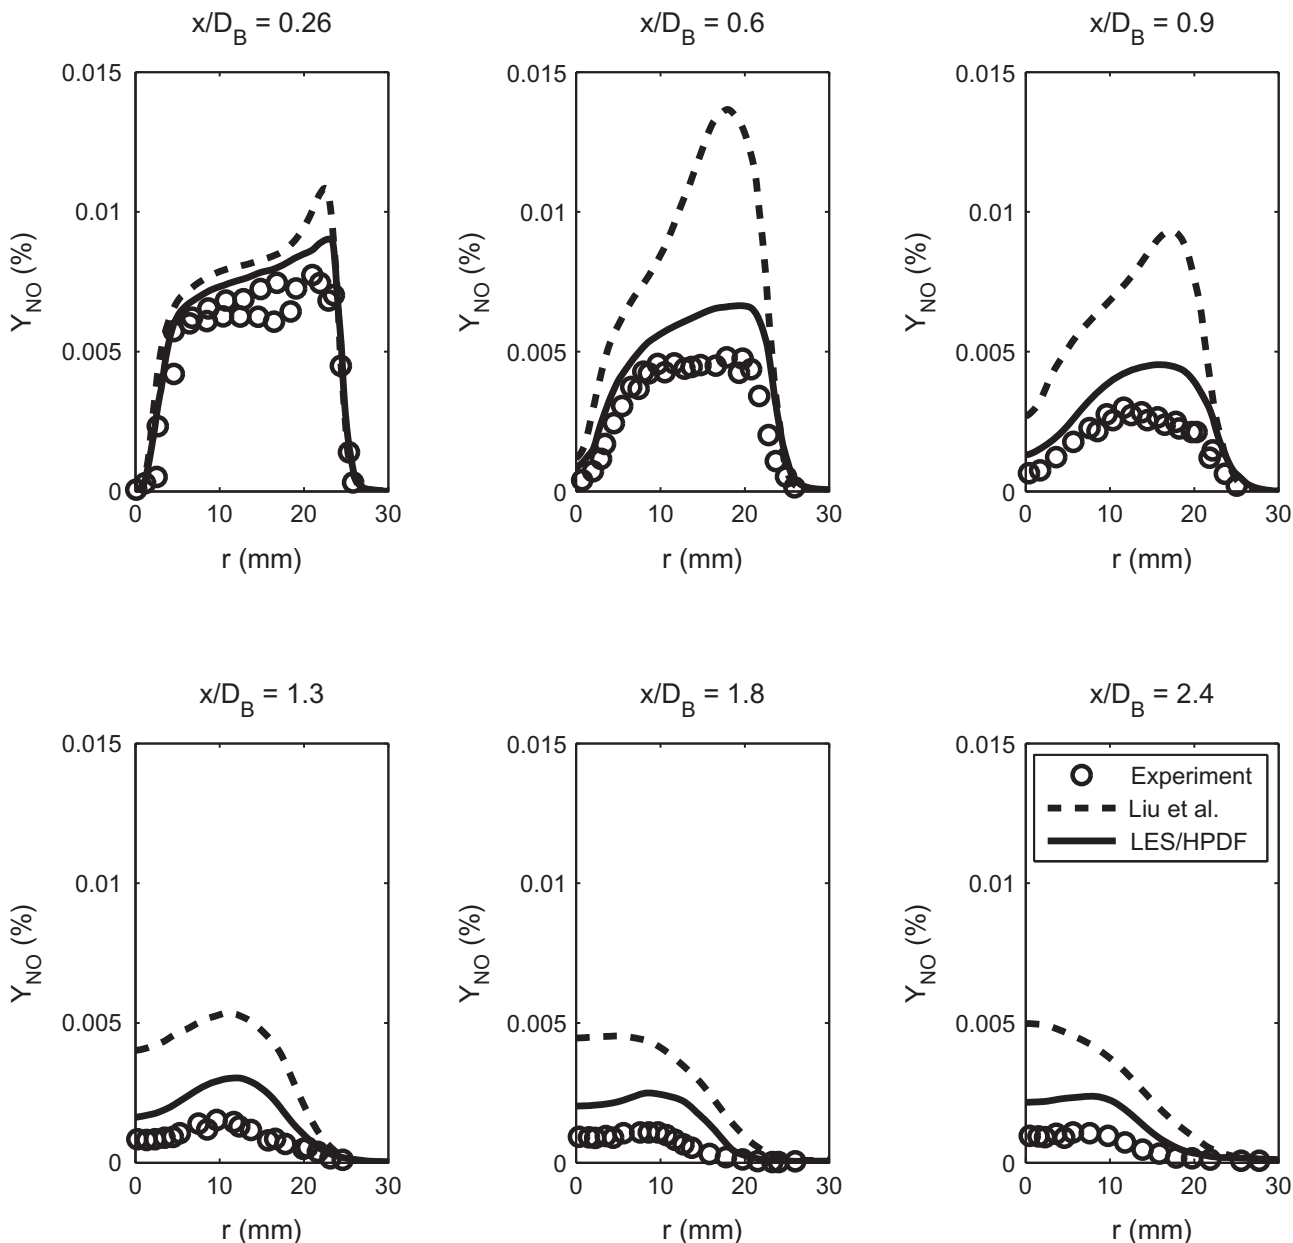 x/D_B = 0.26
x/D_B = 0.6
x/D_B = 0.9
0.015
0.01
0.005
0
Y_NO (%)
0 10 20 30
r (mm)
0.015
0.01
0.005
0
Y_NO (%)
0 10 20 30
r (mm)
0.015
0.01
0.005
0
Y_NO (%)
0 10 20 30
r (mm)
x/D_B = 1.3
x/D_B = 1.8
x/D_B = 2.4
0.015
0.01
0.005
0
Y_NO (%)
0 10 20 30
r (mm)
0.015
0.01
0.005
0
Y_NO (%)
0 10 20 30
r (mm)
0.015
0.01
0.005
0
Y_NO (%)
0 10 20 30
r (mm)
Experiment
Liu et al.
LES/HPDF